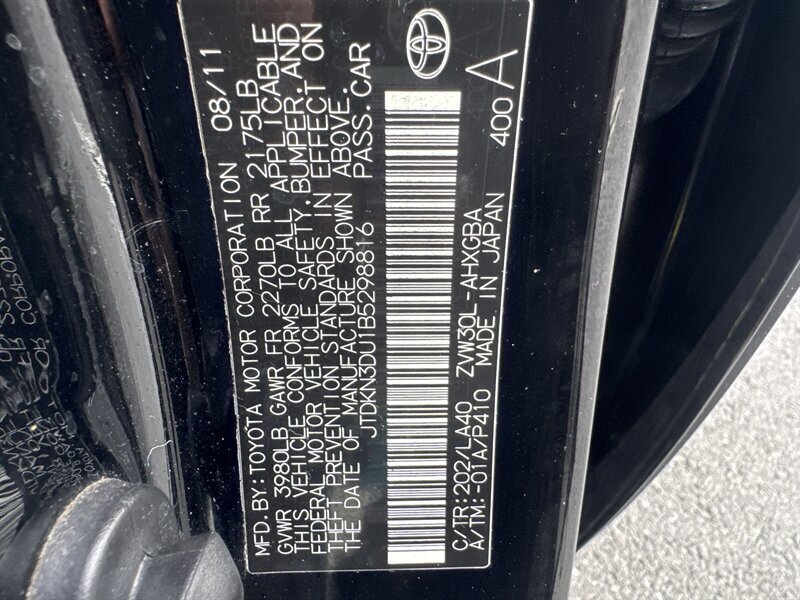 MFD.BY:TOYOTA MOTOR CORPORATION 08/11
GVWR 3980LB GAWR FR 2270LB RR 2175LB
THIS VEHICLE CONFORMS TO ALL APPLICABLE
FEDERAL MOTOR VEHICLE SAFETY,BUMPER,AND
THEFT PREVENTION STANDARDS IN EFFECT ON
THE DATE OF MANUFACTURE SHOWN ABOVE.
JTDKN3DU1B5298816 PASS.CAR
C/TR:202/LA40 ZVW30L-AHXGBA
A/TM:-01A/P410 MADE IN JAPAN 400 A